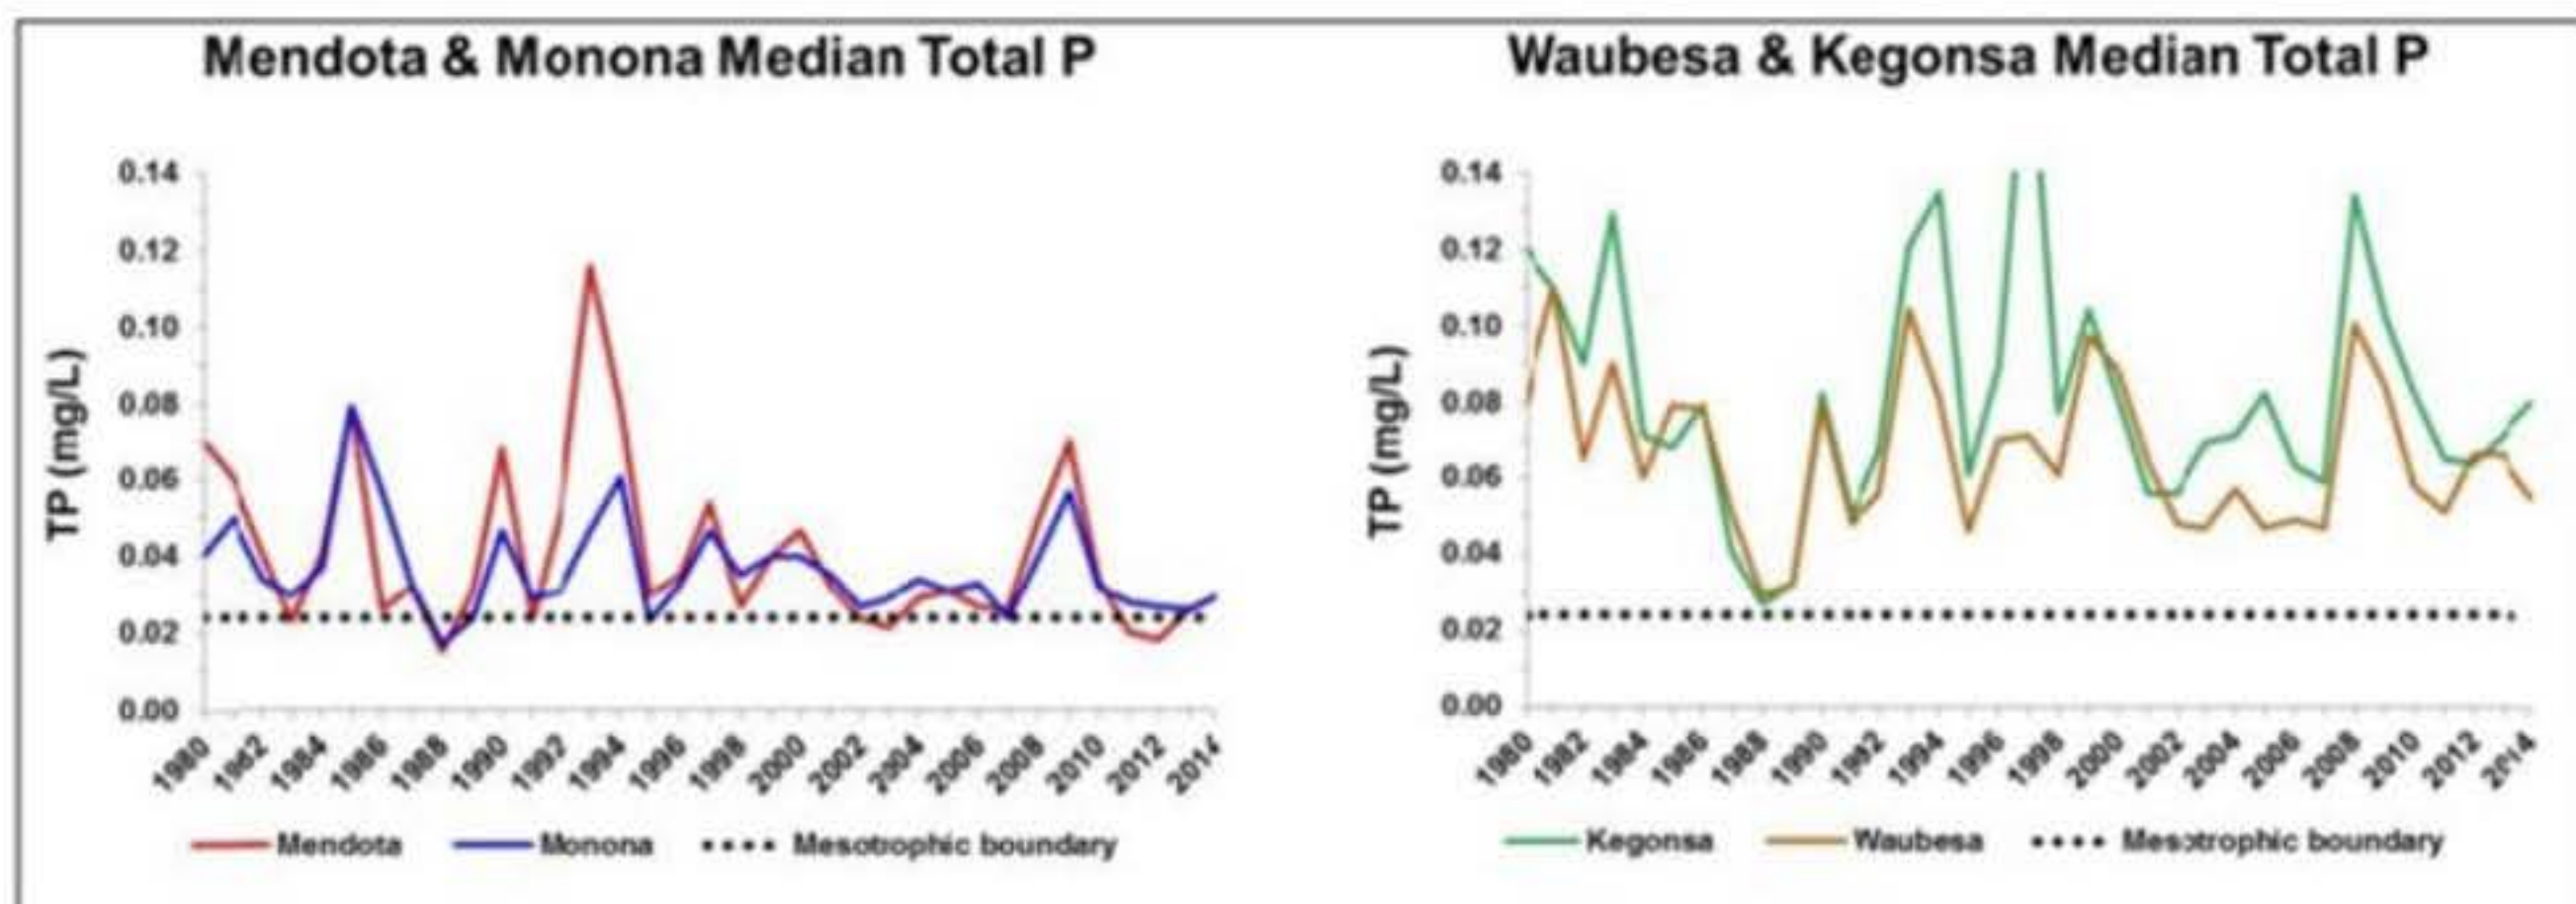 Mendota & Monona Median Total P
0.14
0.12
0.10
0.08
0.06
0.04
0.02
0.00
TP (mg/L)
1980 1982 1984 1986 1988 1990 1992 1994 1996 1998 2000 2002 2004 2006 2008 2010 2012 2014
Mendota Monona Mesotrophic boundary
Waubesa & Kegonsa Median Total P
0.14
0.12
0.10
0.08
0.06
0.04
0.02
0.00
TP (mg/L)
1980 1982 1984 1986 1988 1990 1992 1994 1996 1998 2000 2002 2004 2006 2008 2010 2012 2014
Kegonsa Waubesa Mesotrophic boundary